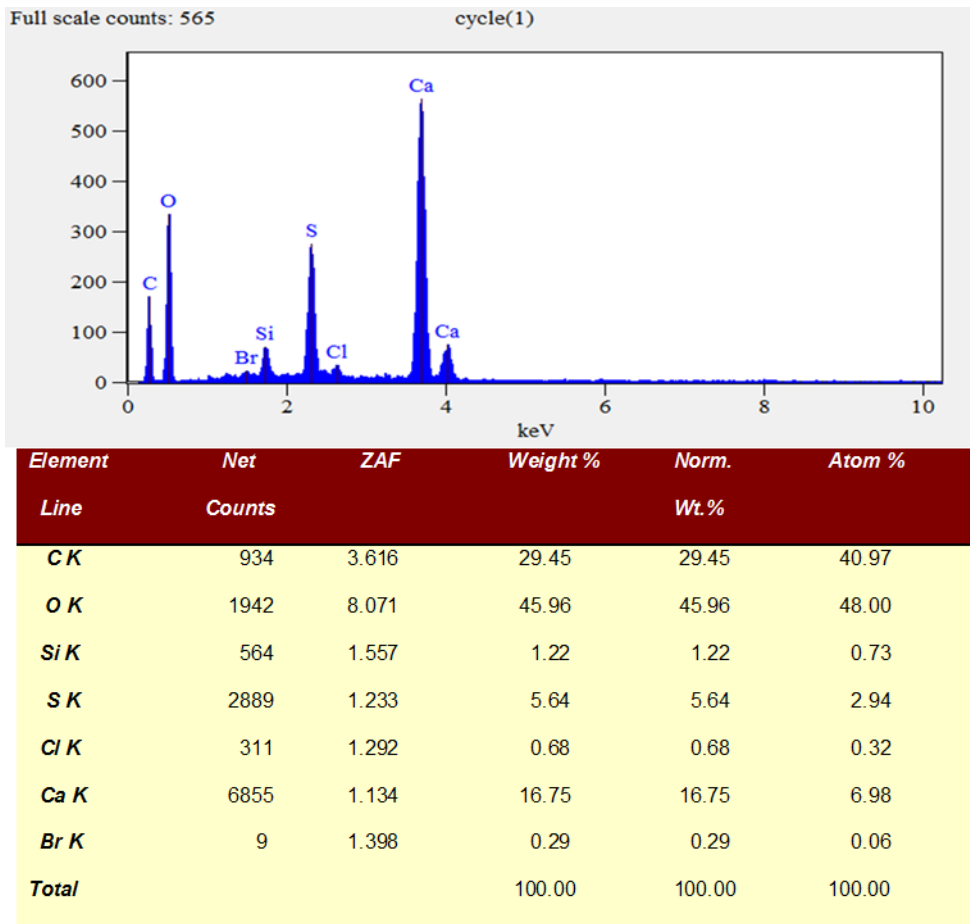 Full scale counts: 565 cycle(1)
600
500
400
300
200
100
0
Ca
O
S
C
Si
Br
Cl
Ca
0 2 4 6 8 10
keV
Element Net ZAF Weight % Norm. Atom %
Line Counts Wt.%
C K 934 3.616 29.45 29.45 40.97
O K 1942 8.071 45.96 45.96 48.00
Si K 564 1.557 1.22 1.22 0.73
S K 2889 1.233 5.64 5.64 2.94
Cl K 311 1.292 0.68 0.68 0.32
Ca K 6855 1.134 16.75 16.75 6.98
Br K 9 1.398 0.29 0.29 0.06
Total 100.00 100.00 100.00